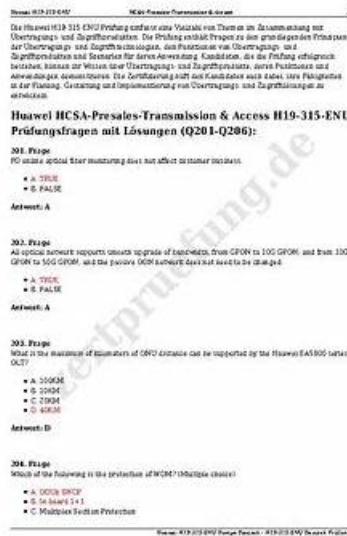 Huawei H19-315-ENU
HCSA-Presales-Transmission & Access
Die Huawei H19-315-ENU Prüfung umfasst eine Vielzahl von Themen im Zusammenhang mit
Übertragungs- und Zugriffsprodukten. Die Prüfung enthält Fragen zu den grundlegenden Prinzipien
der Übertragungs- und Zugriffstechnologien, den Funktionen von Übertragungs- und
Zugriffsprodukten und Szenarien für deren Anwendung. Kandidaten, die die Prüfung erfolgreich
bestehen, können ihr Wissen über Übertragungs- und Zugriffsprodukte, deren Funktionen und
Anwendungen demonstrieren. Die Zertifizierung hilft den Kandidaten auch dabei, ihre Fähigkeiten
in der Planung, Gestaltung und Implementierung von Übertragungs- und Zugriffslösungen zu
entwickeln.
Huawei HCSA-Presales-Transmission & Access H19-315-ENU
Prüfungsfragen mit Lösungen (Q201-Q206):
201. Frage
FO online optical fiber monitoring does not affect customer business.
A. TRUE
B. FALSE
Antwort: A
202. Frage
All optical network supports smooth upgrade of bandwidth, from GPON to 10G GPON, and from 10G
GPON to 50G GPON, and the passive ODN network does not need to be changed.
A. TRUE
B. FALSE
Antwort: A
203. Frage
What is the maximum of kilometers of ONU distance can be supported by the Huawei EA5800 series
OLT?
A. 100KM
B. 10KM
C. 20KM
D. 40KM
Antwort: D
204. Frage
Which of the following is the protection of WDM? (Multiple choice)
A. ODUk SNCP
B. In-board 1+1
C. Multiplex Section Protection
zertpruefung.de